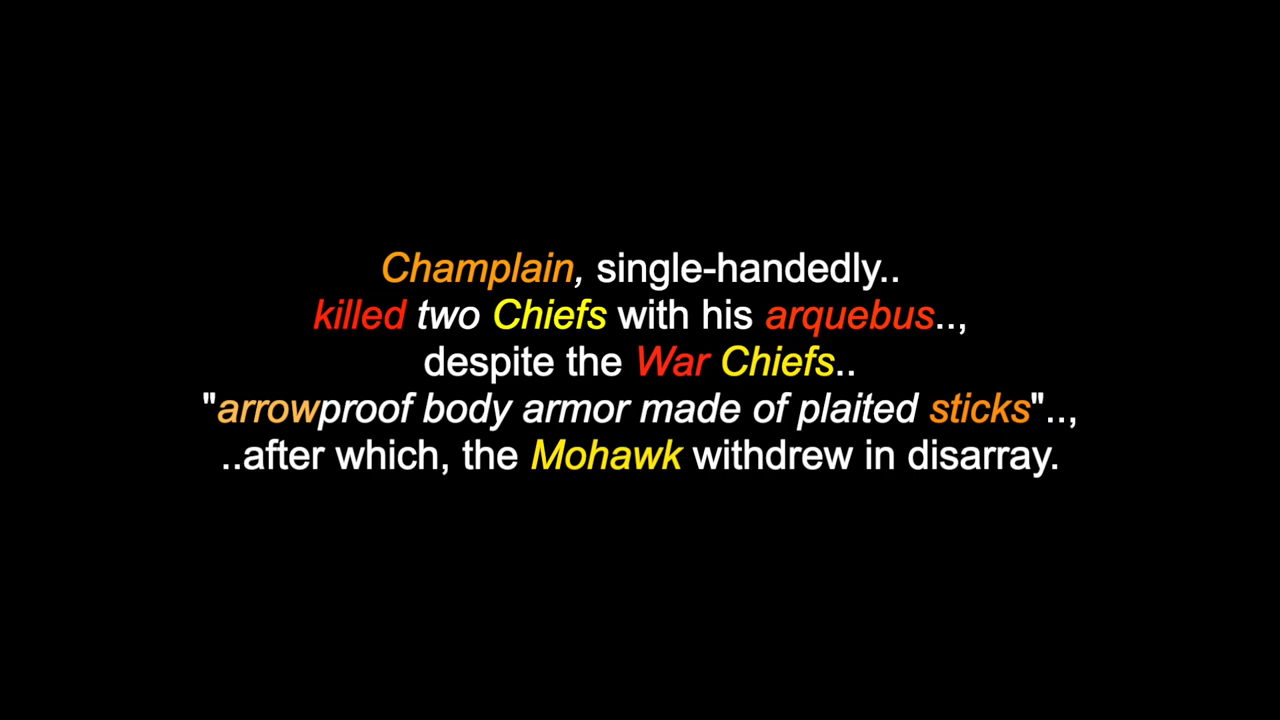 Champlain, single-handedly..
killed two Chiefs with his arquebus..,
despite the War Chiefs..
"arrowproof body armor made of plaited sticks"..,
..after which, the Mohawk withdrew in disarray.